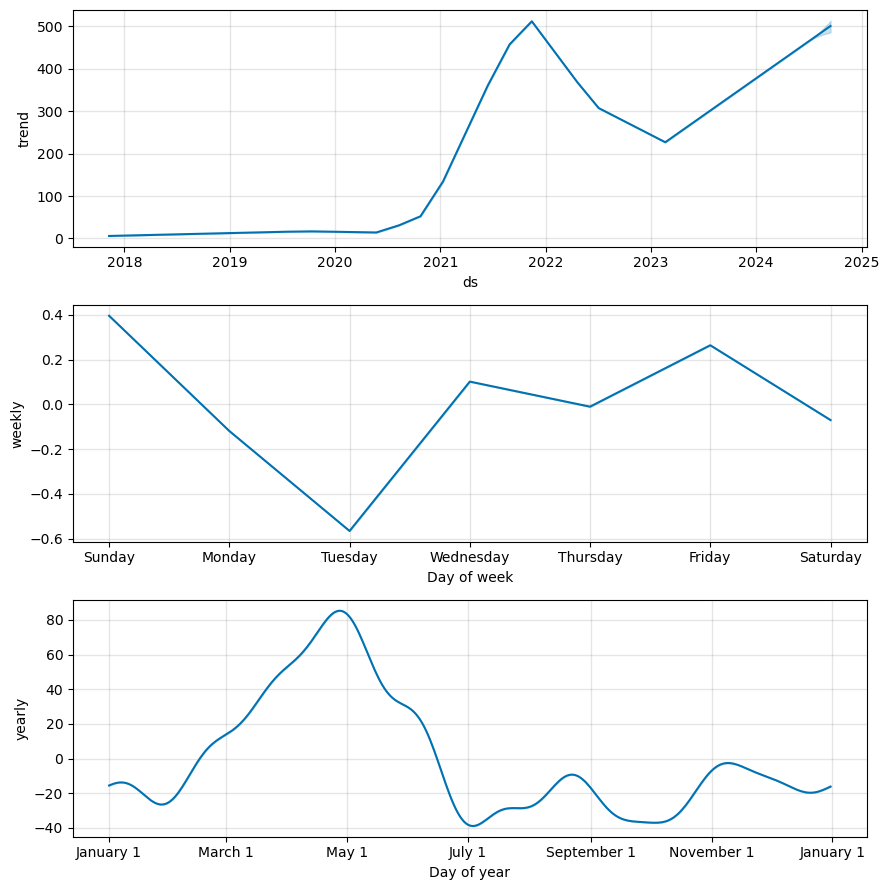 500
400
300
200
100
0
trend
2018 2019 2020 2021 2022 2023 2024 2025
ds
0.4
0.2
0.0
−0.2
−0.4
−0.6
weekly
Sunday Monday Tuesday Wednesday Thursday Friday Saturday
Day of week
80
60
40
20
0
−20
−40
yearly
January 1 March 1 May 1 July 1 September 1 November 1 January 1
Day of year